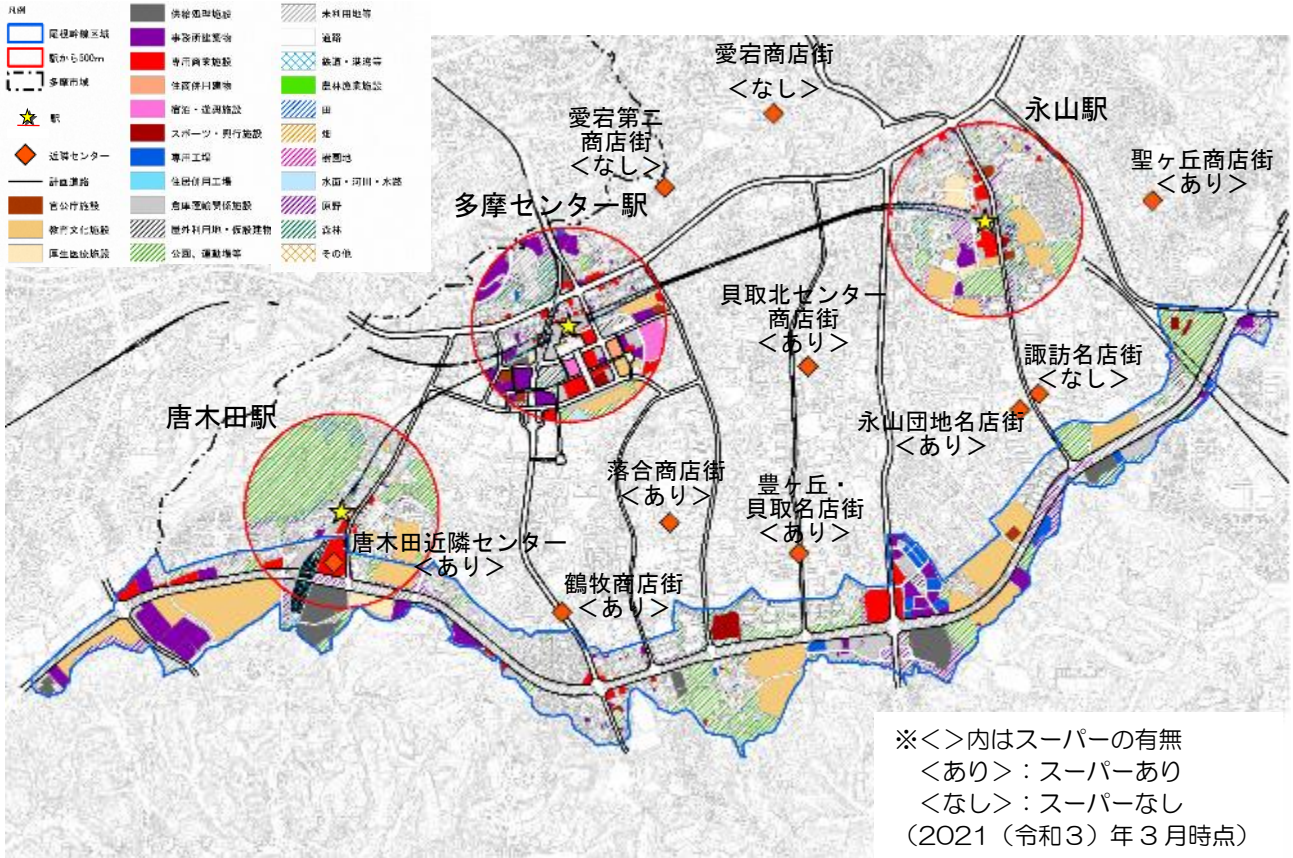 凡例
尾根幹線区域
駅から500m
多摩市域
駅
近隣センター
計画道路
官公庁施設
教育文化施設
厚生医療施設
供給処理施設
事務所建築物
専用商業施設
住商併用建物
宿泊・遊興施設
スポーツ・興行施設
専用工場
住居併用工場
倉庫運輸関係施設
屋外利用地・仮設建物
公園、運動場等
未利用地等
道路
鉄道・港湾等
農林漁業施設
田
畑
樹園地
水面・河川・水路
原野
森林
その他
愛宕商店街
<なし>
永山駅
愛宕第二
商店街
<なし>
聖ヶ丘商店街
<あり>
多摩センター駅
貝取北センター
商店街
<あり>
諏訪名店街
<なし>
唐木田駅
永山団地名店街
<あり>
落合商店街
<あり>
豊ヶ丘・
貝取名店街
<あり>
唐木田近隣センター
<あり>
鶴牧商店街
<あり>
※<>内はスーパーの有無
<あり>：スーパーあり
<なし>：スーパーなし
（2021（令和３）年３月時点）